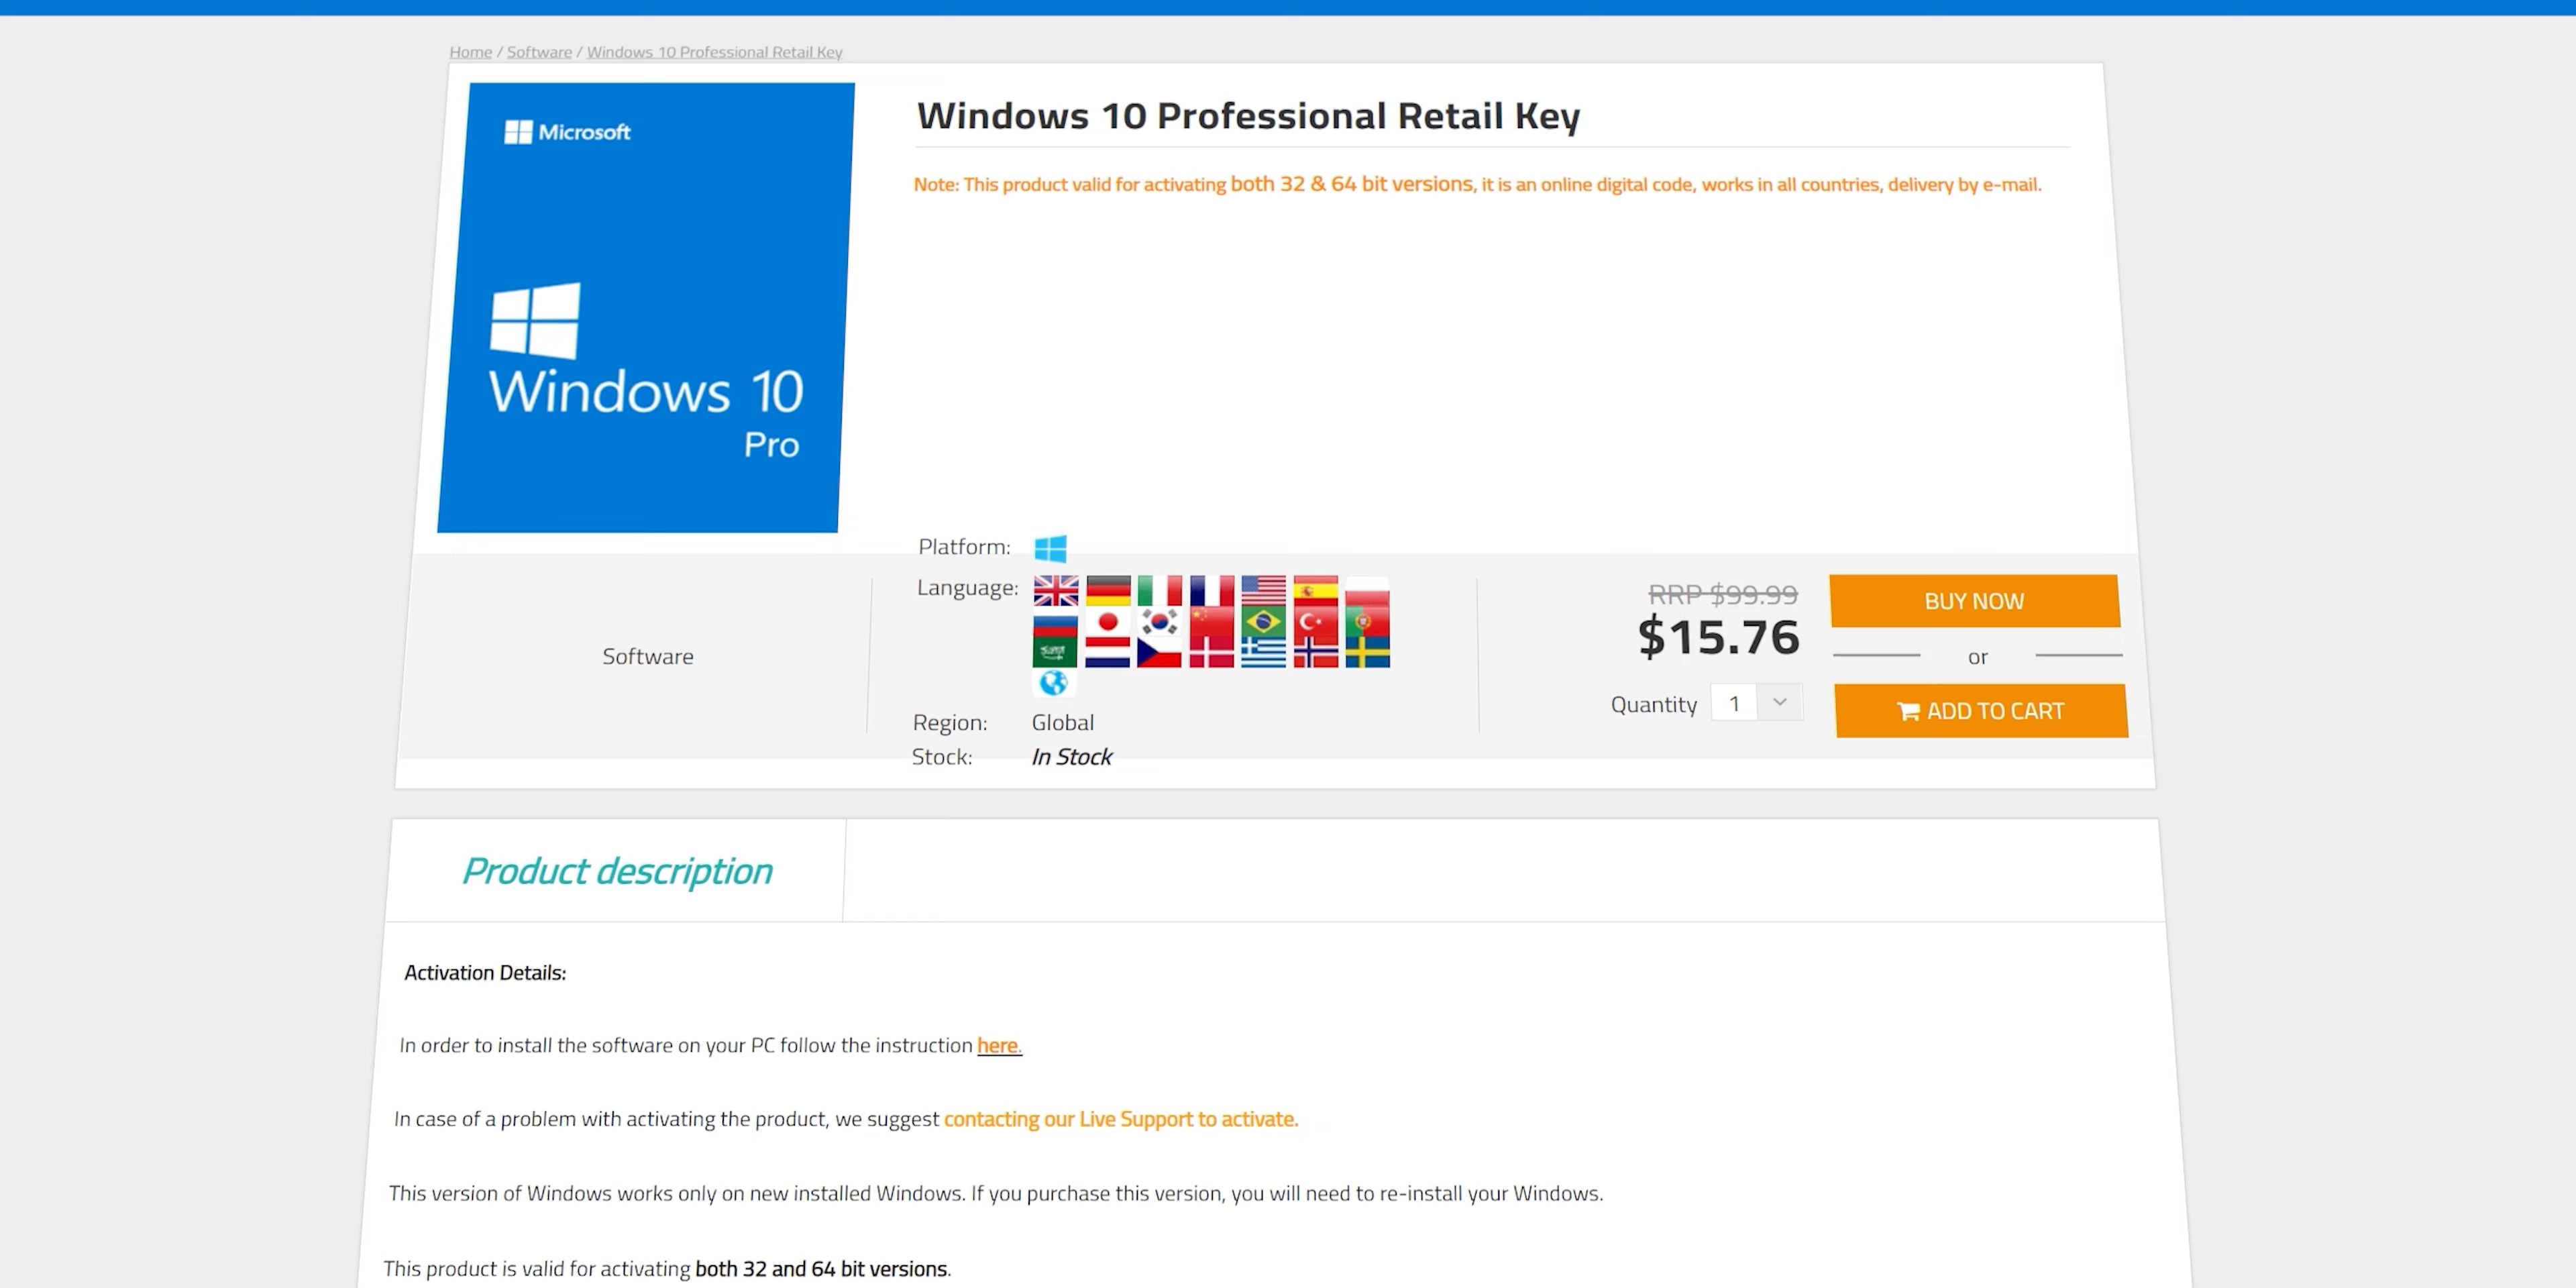 Home / Software / Windows 10 Professional Retail Key
Microsoft
Windows 10
Pro
Windows 10 Professional Retail Key
Note: This product valid for activating both 32 & 64 bit versions, it is an online digital code, works in all countries, delivery by e-mail.
Platform:
Language:
Software
Region: Global
Stock: In Stock
RRP $99.99
$15.76
Quantity 1
BUY NOW
or
ADD TO CART
Product description
Activation Details:
In order to install the software on your PC follow the instruction here.
In case of a problem with activating the product, we suggest contacting our Live Support to activate.
This version of Windows works only on new installed Windows. If you purchase this version, you will need to re-install your Windows.
This product is valid for activating both 32 and 64 bit versions.